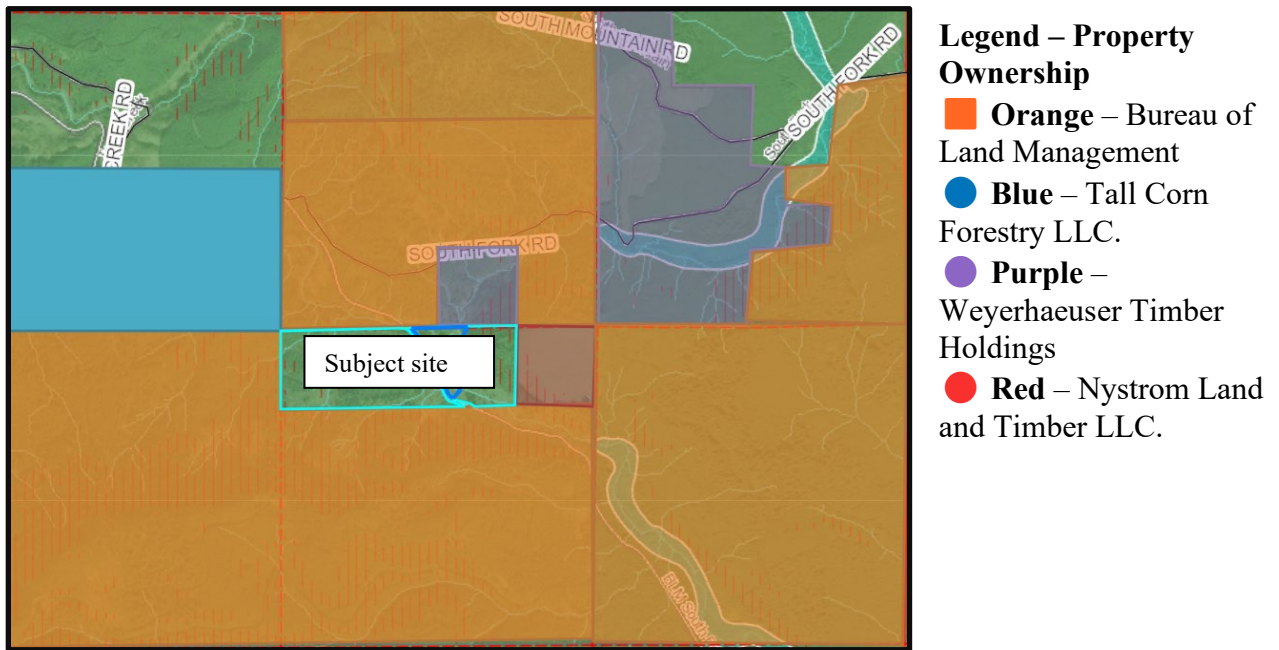 SOUTH MOUNTAIN RD
SOUTH FORK RD
CREEK RD
SOUTH FORK RD
Subject site
Legend – Property
Ownership
Orange – Bureau of
Land Management
Blue – Tall Corn
Forestry LLC.
Purple –
Weyerhaeuser Timber
Holdings
Red – Nystrom Land
and Timber LLC.